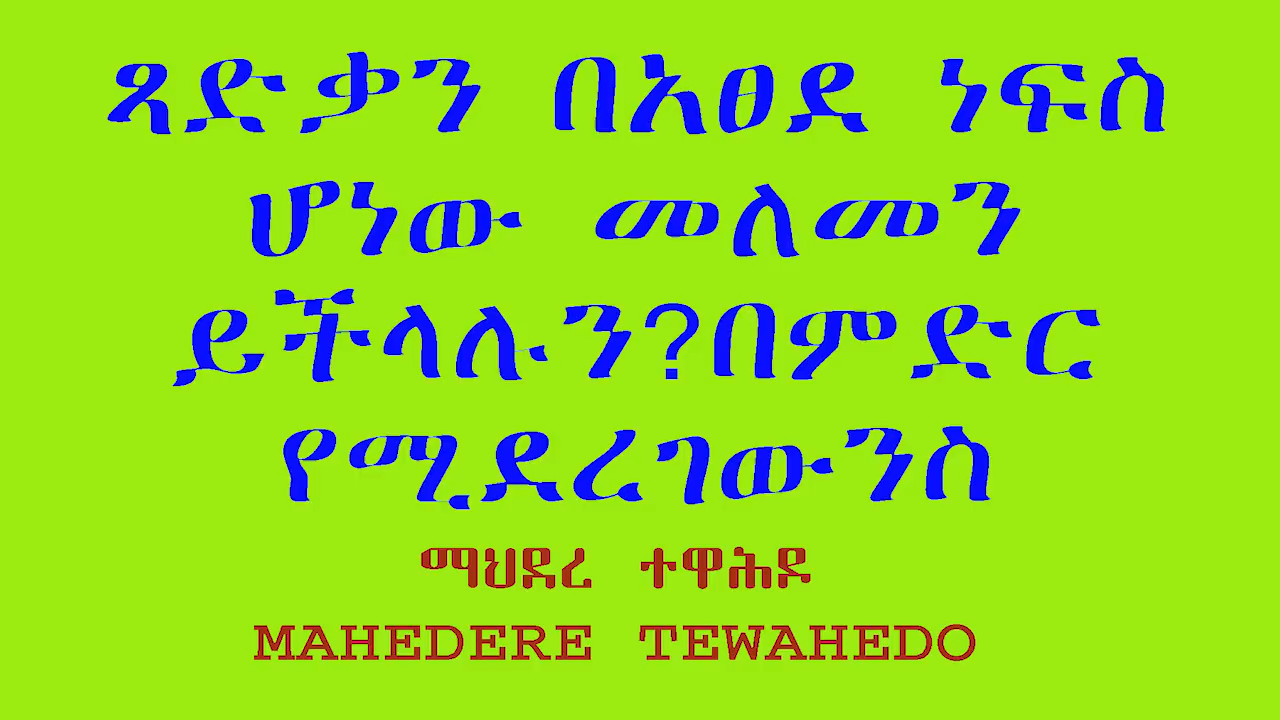 ጻድቃን በአፀደ ነፍስ
ሆነው መለመን
ይችላሉን?በምድር
የሚደረገውንስ
ማህደረ ተዋሕዶ
MAHEDERE TEWAHEDO